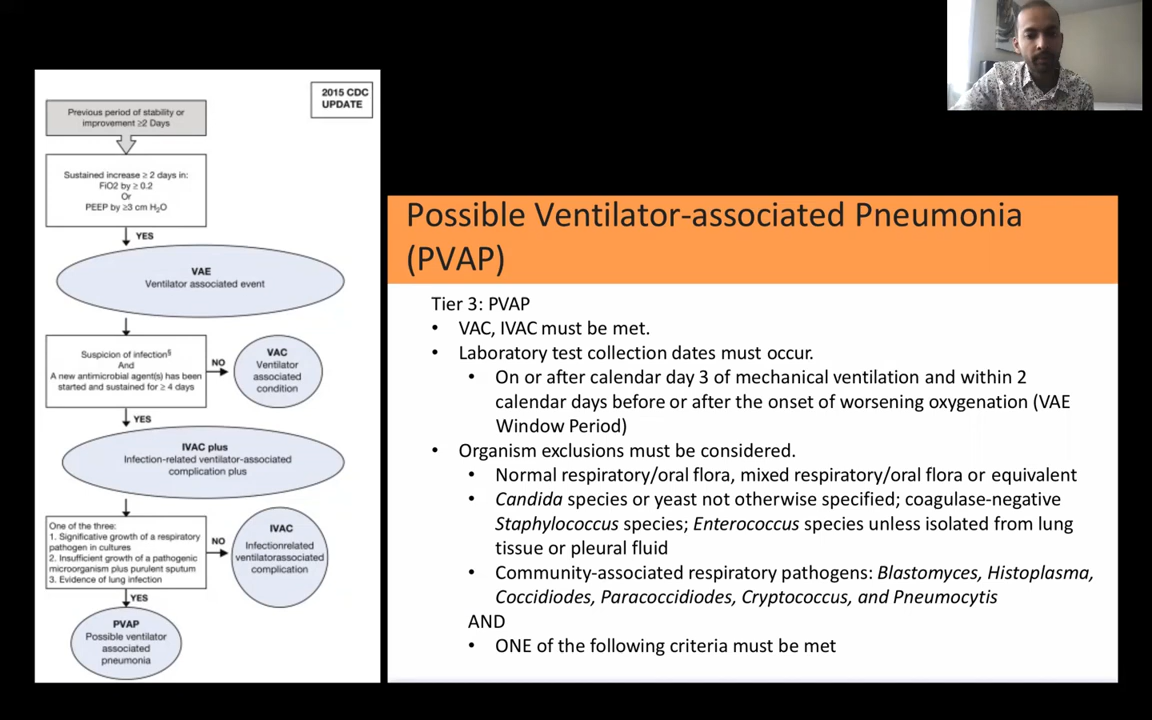 2015 CDC
UPDATE
Previous period of stability or
improvement ≥2 Days
Sustained increase ≥ 2 days in:
FiO2 by ≥ 0.2
Or
PEEP by ≥3 cm H₂O
YES
VAE
Ventilator associated event
Suspicion of infection§
And
A new antimicrobial agent(s) has been
started and sustained for ≥ 4 days
NO
VAC
Ventilator
associated
condition
YES
IVAC plus
Infection-related ventilator-associated
complication plus
One of the three:
1. Significative growth of a respiratory
pathogen in cultures
2. Insufficient growth of a pathogenic
microorganism plus purulent sputum
3. Evidence of lung infection
NO
IVAC
Infectionrelated
ventilatorassociated
complication
YES
PVAP
Possible ventilator
associated
pneumonia
Possible Ventilator-associated Pneumonia
(PVAP)
Tier 3: PVAP
• VAC, IVAC must be met.
• Laboratory test collection dates must occur.
• On or after calendar day 3 of mechanical ventilation and within 2
calendar days before or after the onset of worsening oxygenation (VAE
Window Period)
• Organism exclusions must be considered.
• Normal respiratory/oral flora, mixed respiratory/oral flora or equivalent
• Candida species or yeast not otherwise specified; coagulase-negative
Staphylococcus species; Enterococcus species unless isolated from lung
tissue or pleural fluid
• Community-associated respiratory pathogens: Blastomyces, Histoplasma,
Coccidiodes, Paracoccidiodes, Cryptococcus, and Pneumocytis
AND
• ONE of the following criteria must be met